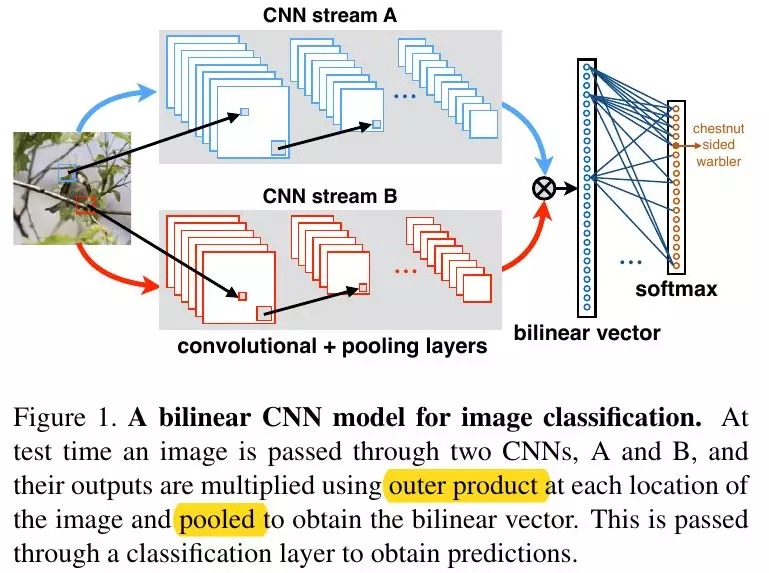 CNN stream A
chestnut
sided
warbler
CNN stream B
softmax
bilinear vector
convolutional + pooling layers
Figure 1. A bilinear CNN model for image classification. At
test time an image is passed through two CNNs, A and B, and
their outputs are multiplied using outer product at each location of
the image and pooled to obtain the bilinear vector. This is passed
through a classification layer to obtain predictions.